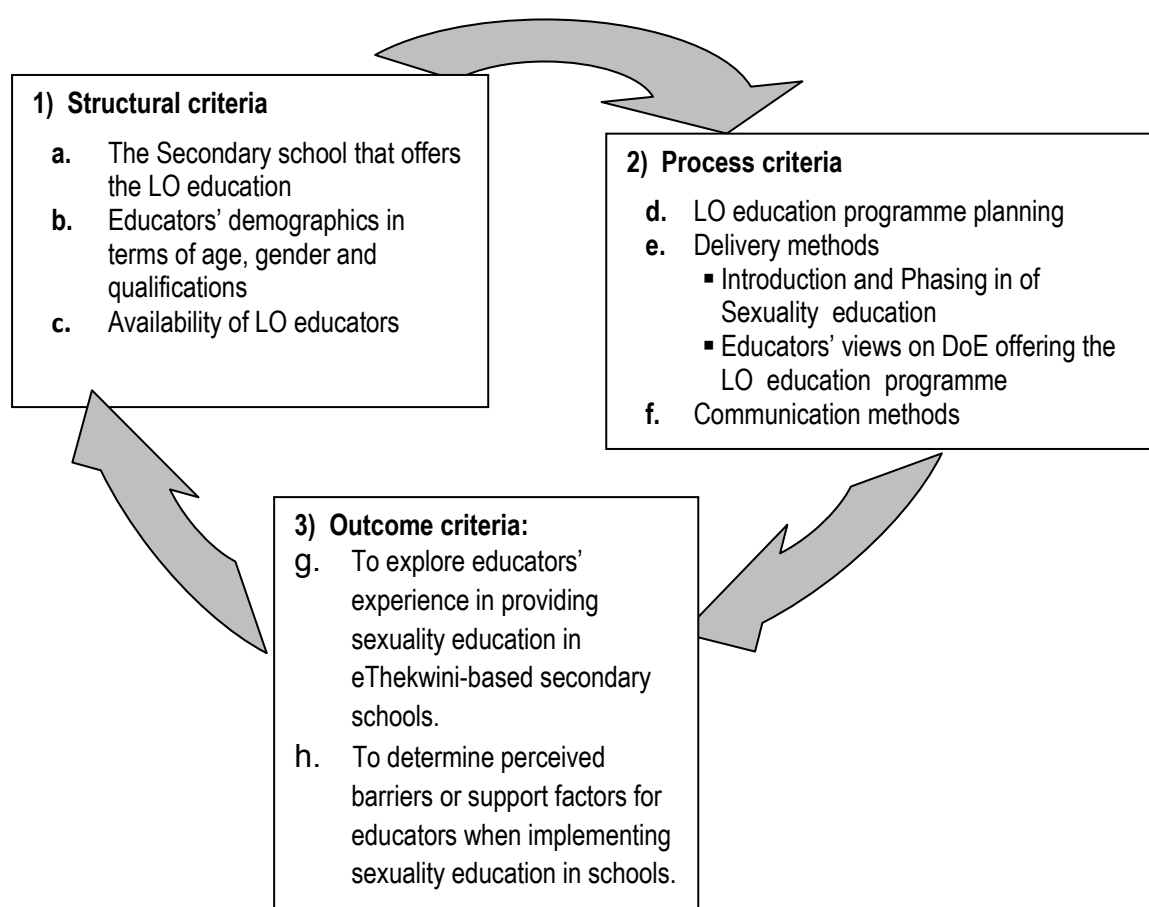 1) Structural criteria
a. The Secondary school that offers
the LO education
b. Educators’ demographics in
terms of age, gender and
qualifications
c. Availability of LO educators
2) Process criteria
d. LO education programme planning
e. Delivery methods
▪ Introduction and Phasing in of
Sexuality education
▪ Educators’ views on DoE offering the
LO education programme
f. Communication methods
3) Outcome criteria:
g. To explore educators’
experience in providing
sexuality education in
eThekwini-based secondary
schools.
h. To determine perceived
barriers or support factors for
educators when implementing
sexuality education in schools.